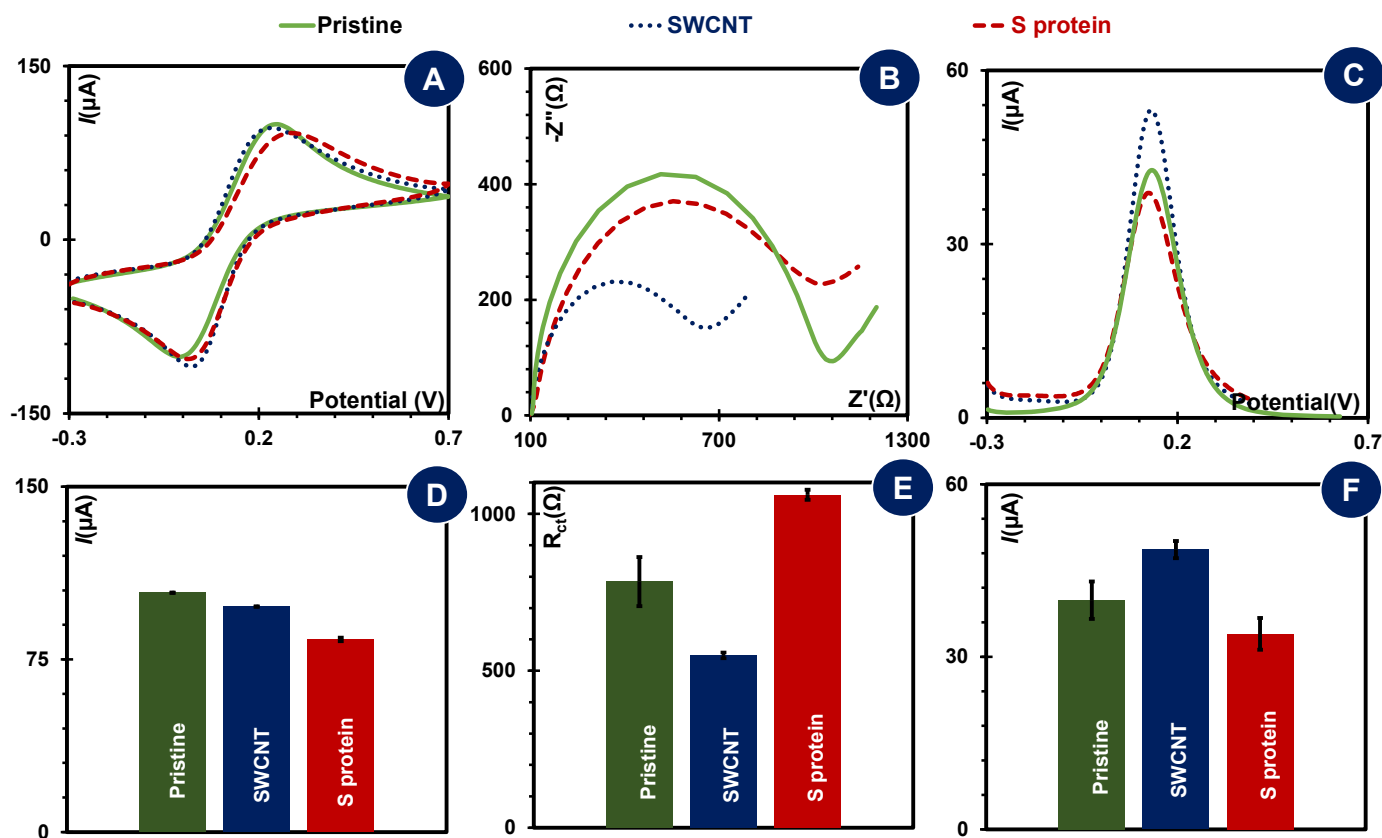 Pristine SWCNT S protein
A
150
0
-150
I(μA)
Potential (V)
-0.3 0.2 0.7
B
600
400
200
0
-Z"(Ω)
Z'(Ω)
100 700 1300
C
60
30
0
I(μA)
Potential(V)
-0.3 0.2 0.7
D
150
75
0
I(μA)
Pristine
SWCNT
S protein
E
1000
500
0
Rct(Ω)
Pristine
SWCNT
S protein
F
60
30
0
I(μA)
Pristine
SWCNT
S protein